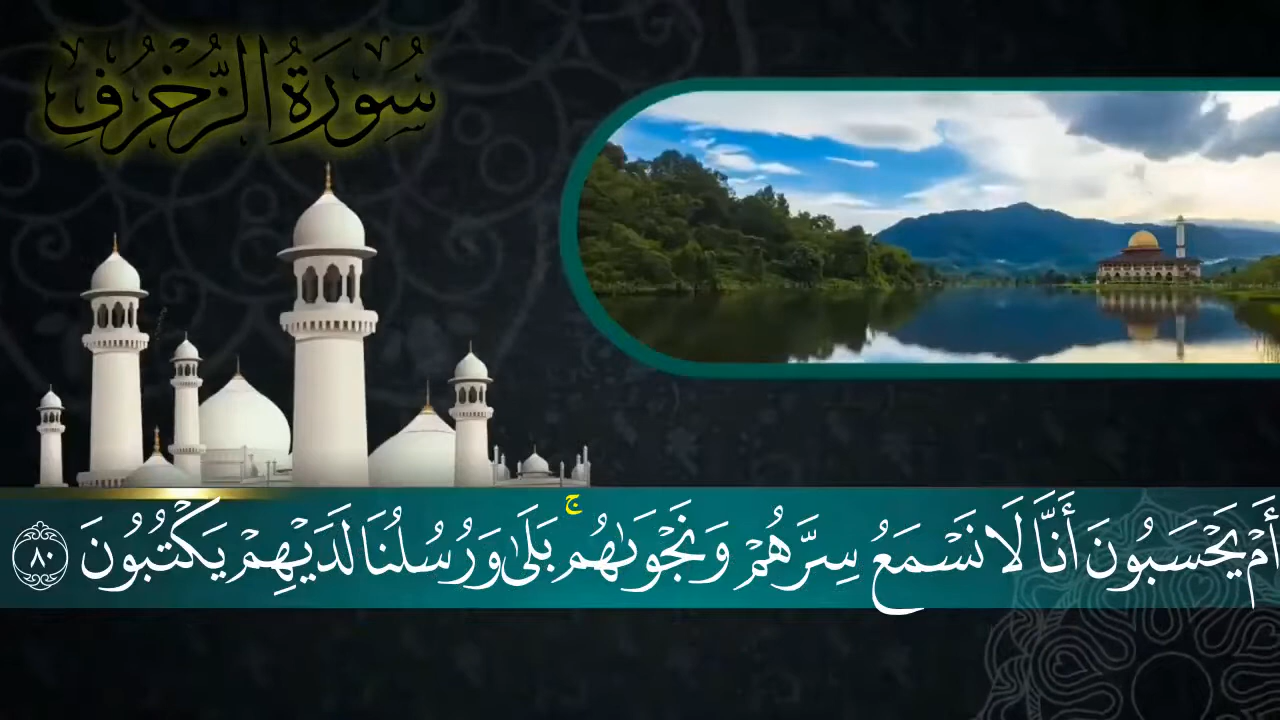 سُورَةُ الزُّخْرُفِ
أَمْ يَحْسَبُونَ أَنَّا لَا نَسْمَعُ سِرَّهُمْ وَنَجْوَىٰهُم ۚ بَلَىٰ وَرُسُلُنَا لَدَيْهِمْ يَكْتُبُونَ ٨٠